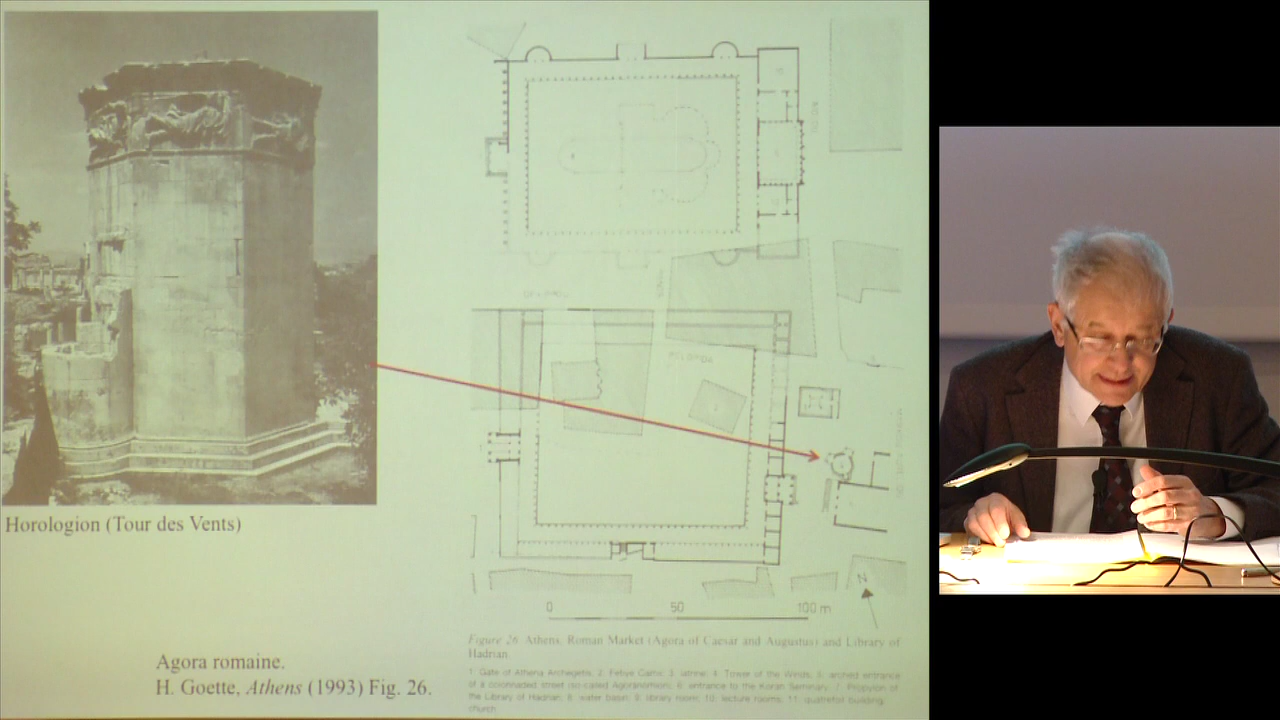 Horologion (Tour des Vents)
Agora romaine.
H. Goette, Athens (1993) Fig. 26.
0 50 100 m
N
Figure 26 Athens, Roman Market (Agora of Caesar and Augustus) and Library of
Hadrian.
1 Gate of Athena Archegetis, 2. Fetiye Camii 3. latrine; 4 Tower of the Winds, 5. arched entrance
of a colonnaded street (so-called Agoranomion), 6. entrance to the Koran Seminary. 7. Propylon of
the Library of Hadrian, 8. water basin; 9. library room; 10. lecture rooms; 11. quatrefoil building;
church